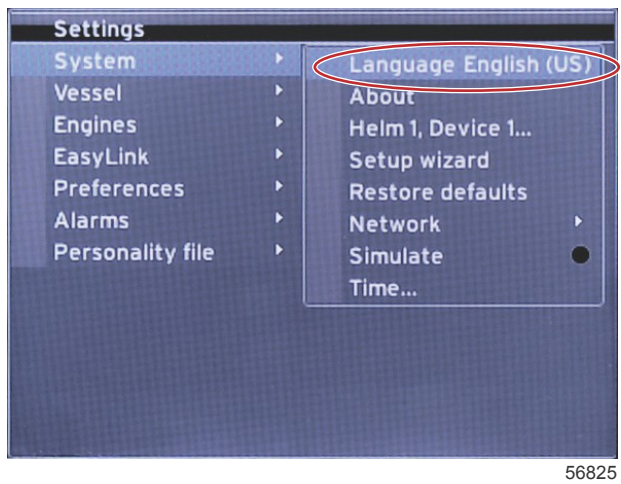 Settings
System
Vessel
Engines
EasyLink
Preferences
Alarms
Personality file
Language English (US)
About
Helm 1, Device 1...
Setup wizard
Restore defaults
Network
Simulate
Time...
56825